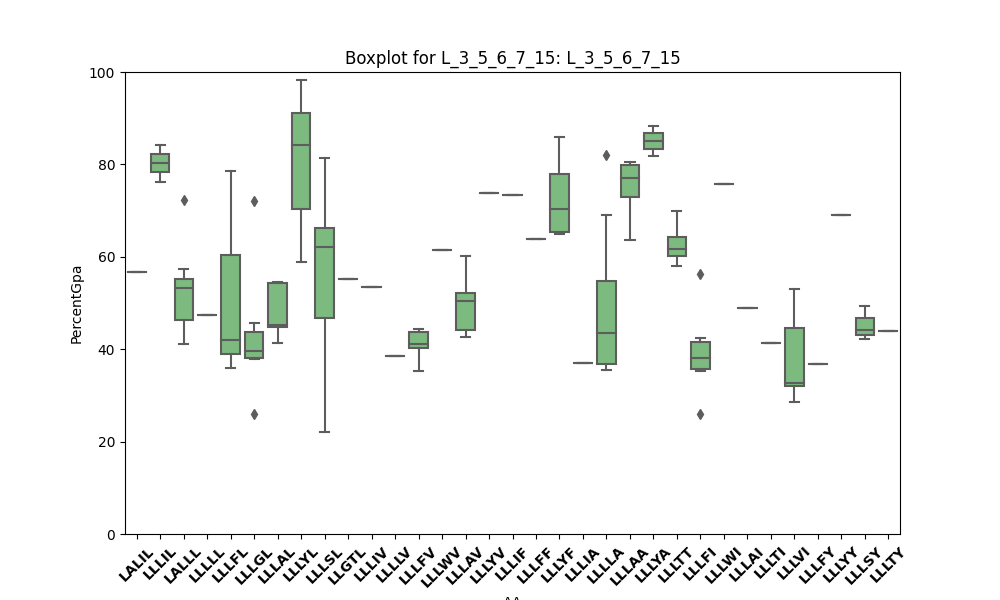 Boxplot for L_3_5_6_7_15: L_3_5_6_7_15
PercentGpa
100
80
60
40
20
0
LALIL LLLIL LALLL LLLLL LLLFL LLLGL LLLAL LLLYL LLLSL LLGTL LLLIV LLLLV LLLFV LLLWV LLLAV LLLYV LLLIF LLLFF LLLYF LLLIA LLLLA LLLAA LLLYA LLLTT LLLFI LLLWI LLLAI LLLTI LLLVI LLLFY LLLYY LLLSY LLLTY